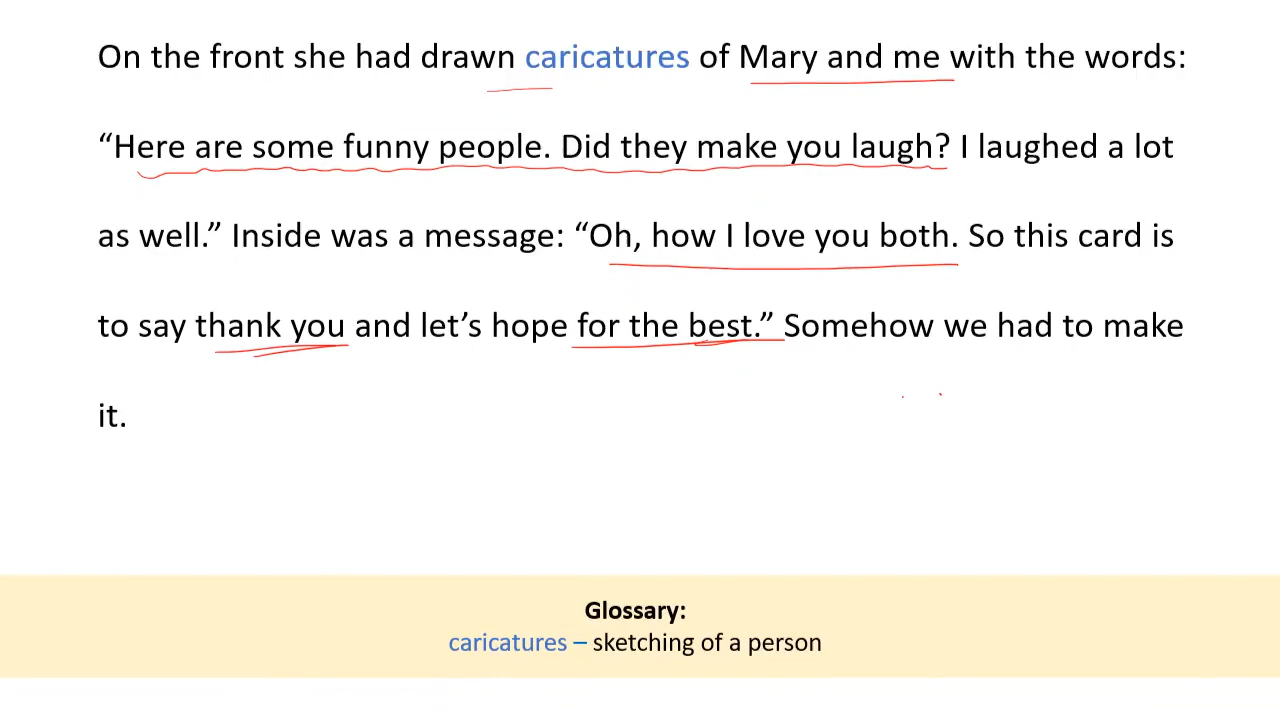 On the front she had drawn caricatures of Mary and me with the words:
“Here are some funny people. Did they make you laugh? I laughed a lot
as well.” Inside was a message: “Oh, how I love you both. So this card is
to say thank you and let’s hope for the best.” Somehow we had to make
it.
Glossary:
caricatures – sketching of a person